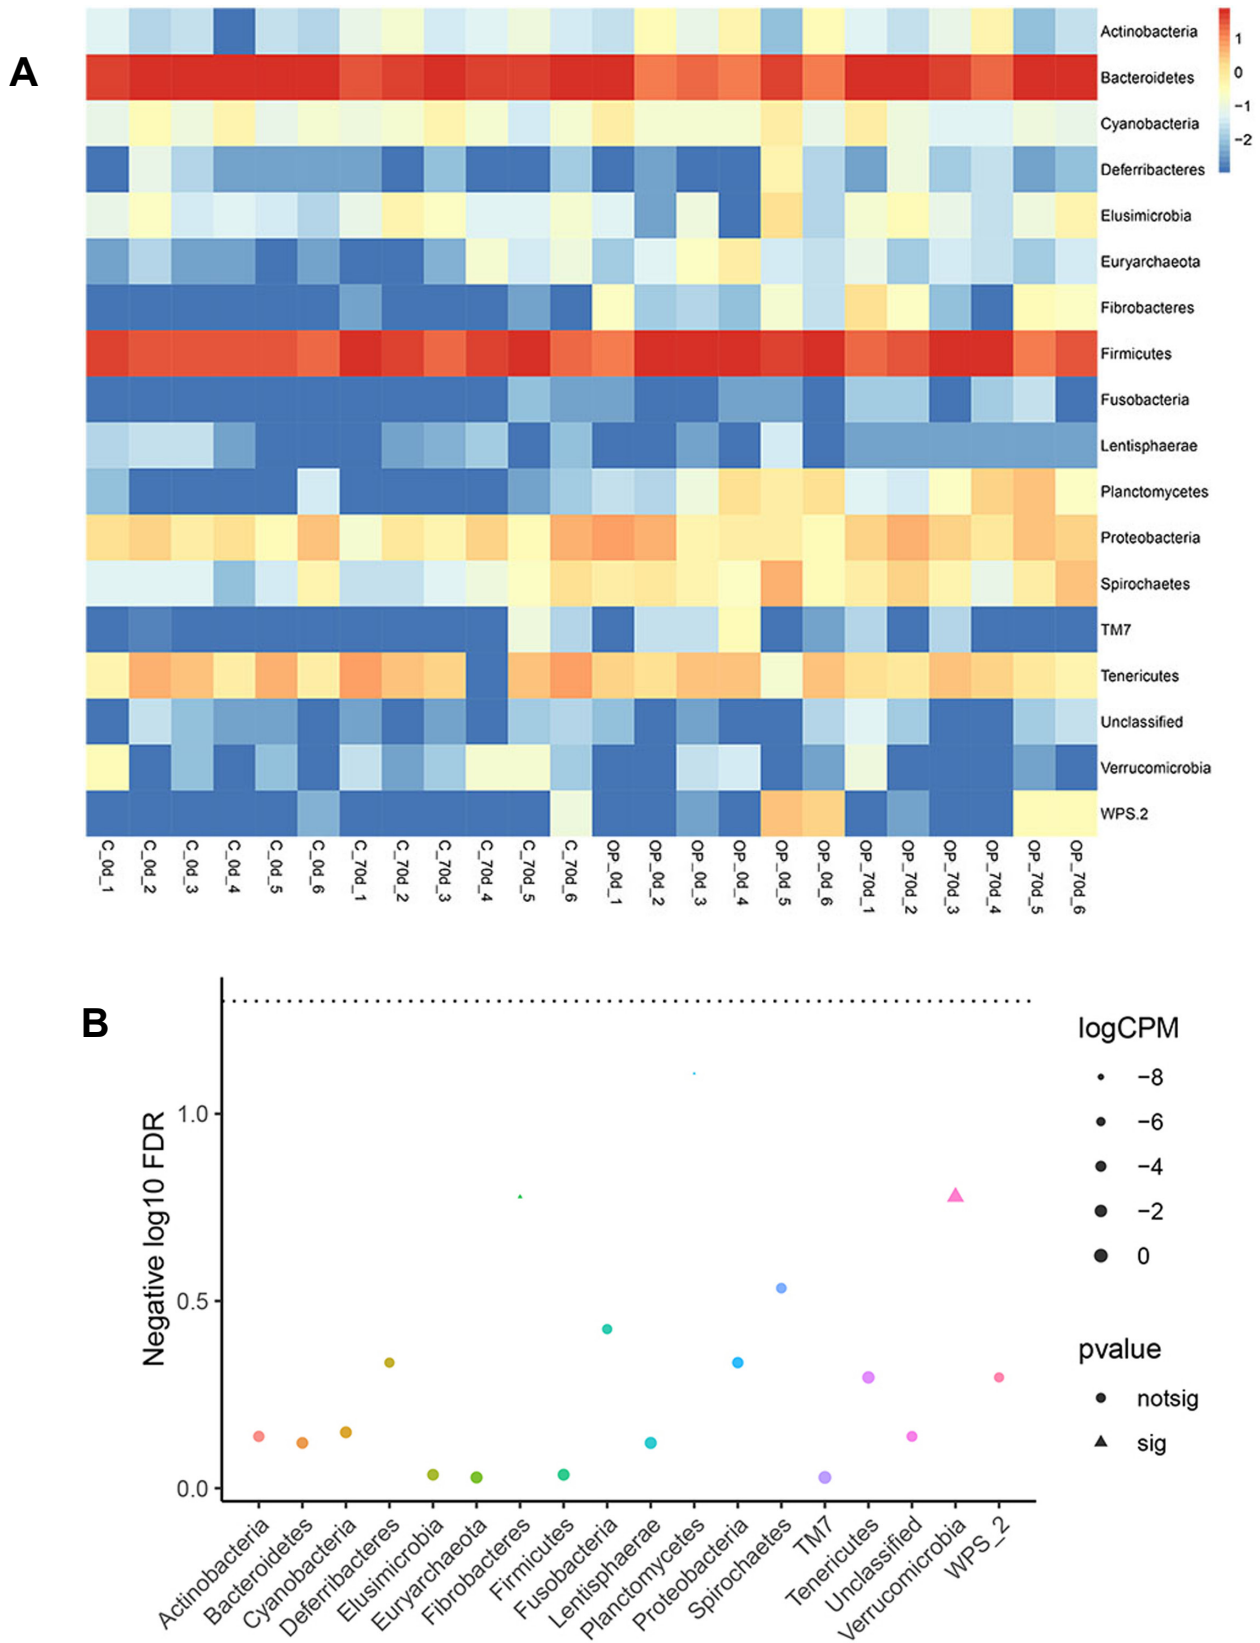 A
Actinobacteria
Bacteroidetes
Cyanobacteria
Deferribacteres
Elusimicrobia
Euryarchaeota
Fibrobacteres
Firmicutes
Fusobacteria
Lentisphaerae
Planctomycetes
Proteobacteria
Spirochaetes
TM7
Tenericutes
Unclassified
Verrucomicrobia
WPS.2
1
0
−1
−2
C_0d_1
C_0d_2
C_0d_3
C_0d_4
C_0d_5
C_0d_6
C_70d_1
C_70d_2
C_70d_3
C_70d_4
C_70d_5
C_70d_6
OP_0d_1
OP_0d_2
OP_0d_3
OP_0d_4
OP_0d_5
OP_0d_6
OP_70d_1
OP_70d_2
OP_70d_3
OP_70d_4
OP_70d_5
OP_70d_6
B
Negative log10 FDR
1.0
0.5
0.0
Actinobacteria
Bacteroidetes
Cyanobacteria
Deferribacteres
Elusimicrobia
Euryarchaeota
Fibrobacteres
Firmicutes
Fusobacteria
Lentisphaerae
Planctomycetes
Proteobacteria
Spirochaetes
TM7
Tenericutes
Unclassified
Verrucomicrobia
WPS_2
logCPM
−8
−6
−4
−2
0
pvalue
notsig
sig